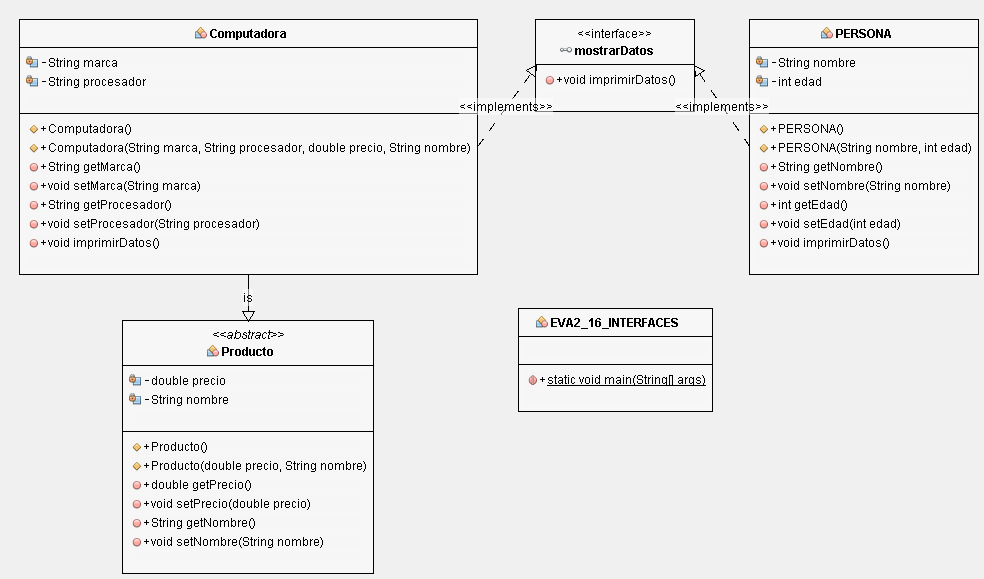 Computadora
-String marca
-String procesador
+Computadora()
+Computadora(String marca, String procesador, double precio, String nombre)
+String getMarca()
+void setMarca(String marca)
+String getProcesador()
+void setProcesador(String procesador)
+void imprimirDatos()
<<implements>>
<<interface>>
mostrarDatos
+void imprimirDatos()
<<implements>>
PERSONA
-String nombre
-int edad
+PERSONA()
+PERSONA(String nombre, int edad)
+String getNombre()
+void setNombre(String nombre)
+int getEdad()
+void setEdad(int edad)
+void imprimirDatos()
is
<<abstract>>
Producto
-double precio
-String nombre
+Producto()
+Producto(double precio, String nombre)
+double getPrecio()
+void setPrecio(double precio)
+String getNombre()
+void setNombre(String nombre)
EVA2_16_INTERFACES
+static void main(String[] args)